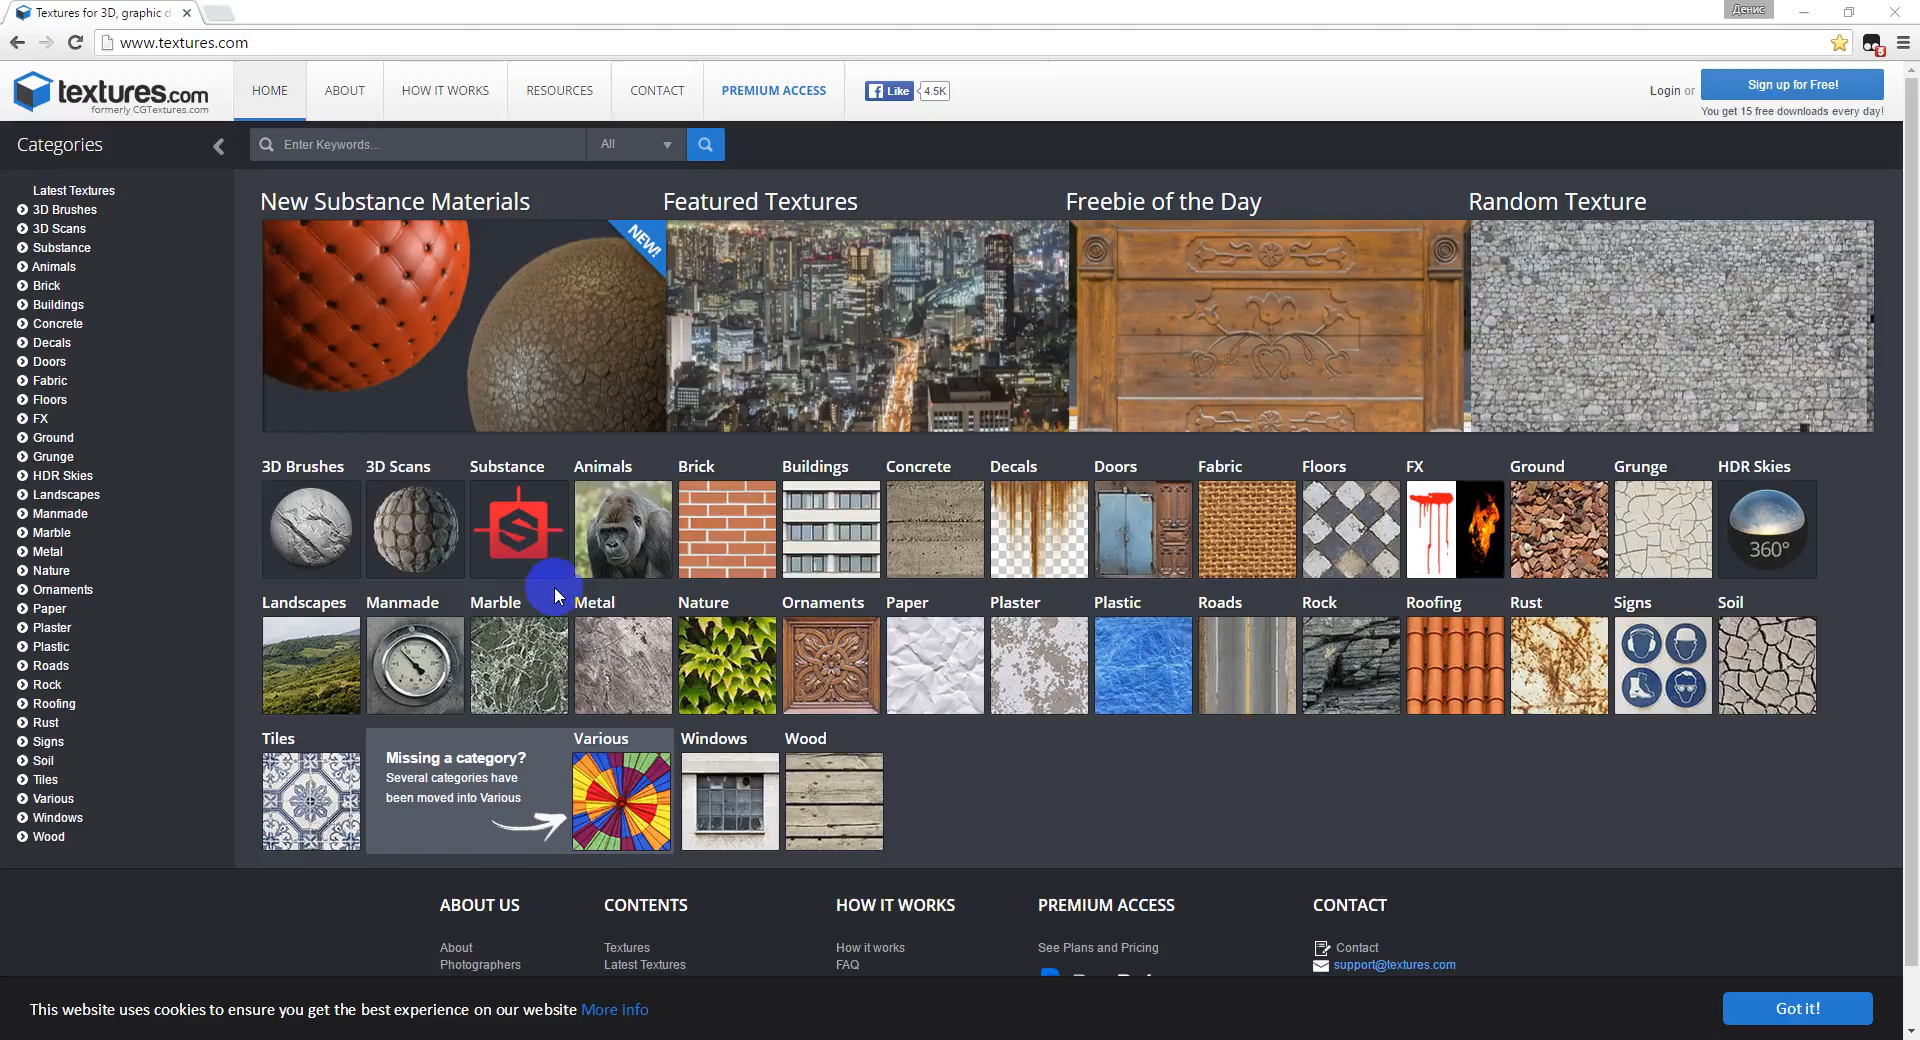 Textures for 3D, graphic d
Денис
www.textures.com
5
textures.com
formerly CGTextures.com
HOME
ABOUT
HOW IT WORKS
RESOURCES
CONTACT
PREMIUM ACCESS
Like
4.5K
Login or
Sign up for Free!
You get 15 free downloads every day!
Categories
Enter Keywords...
All
Latest Textures
3D Brushes
3D Scans
Substance
Animals
Brick
Buildings
Concrete
Decals
Doors
Fabric
Floors
FX
Ground
Grunge
HDR Skies
Landscapes
Manmade
Marble
Metal
Nature
Ornaments
Paper
Plaster
Plastic
Roads
Rock
Roofing
Rust
Signs
Soil
Tiles
Various
Windows
Wood
New Substance Materials
Featured Textures
Freebie of the Day
Random Texture
NEW!
3D Brushes
3D Scans
Substance
Animals
Brick
Buildings
Concrete
Decals
Doors
Fabric
Floors
FX
Ground
Grunge
HDR Skies
360°
Landscapes
Manmade
Marble
Metal
Nature
Ornaments
Paper
Plaster
Plastic
Roads
Rock
Roofing
Rust
Signs
Soil
Tiles
Missing a category?
Several categories have
been moved into Various
Various
Windows
Wood
ABOUT US
CONTENTS
HOW IT WORKS
PREMIUM ACCESS
CONTACT
About
Textures
How it works
See Plans and Pricing
Contact
Photographers
Latest Textures
FAQ
support@textures.com
This website uses cookies to ensure you get the best experience on our website More info
Got it!